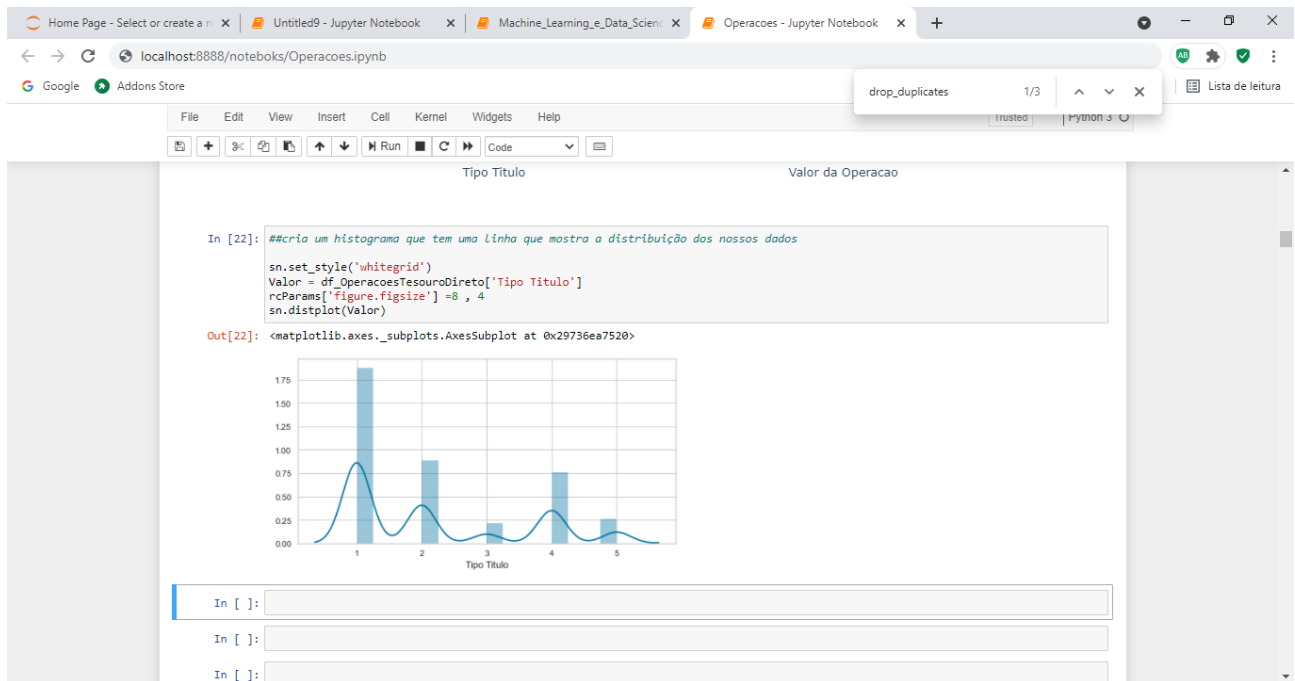 Home Page - Select or create a n
Untitled9 - Jupyter Notebook
Machine_Learning_e_Data_Scienc
Operacoes - Jupyter Notebook
localhost:8888/noteboks/Operacoes.ipynb
AB
Google
Addons Store
Lista de leitura
drop_duplicates
1/3
File Edit View Insert Cell Kernel Widgets Help
Trusted
Python 3
Run
Code
Tipo Titulo
Valor da Operacao
In [22]: ##cria um histograma que tem uma linha que mostra a distribuição dos nossos dados
sn.set_style('whitegrid')
Valor = df_OperacoesTesouroDireto['Tipo Titulo']
rcParams['figure.figsize'] =8 , 4
sn.distplot(Valor)
Out[22]: <matplotlib.axes._subplots.AxesSubplot at 0x29736ea7520>
1.75
1.50
1.25
1.00
0.75
0.50
0.25
0.00
1 2 3 4 5
Tipo Titulo
In [ ]:
In [ ]:
In [ ]: